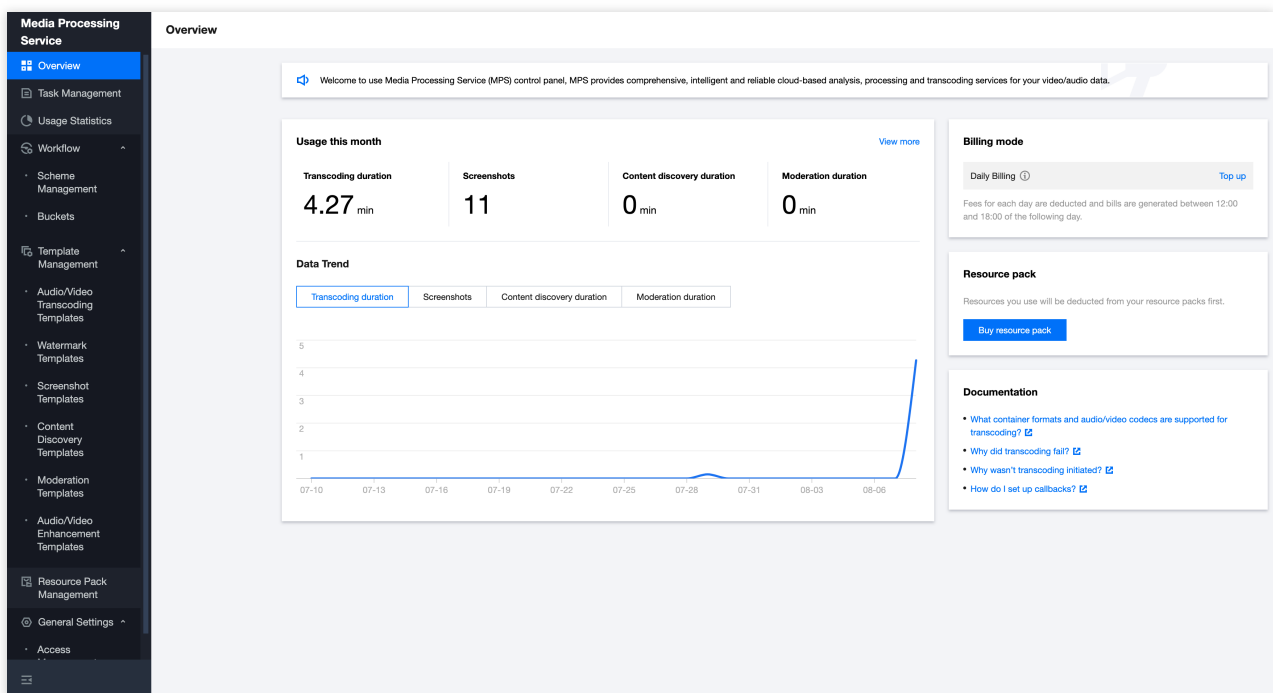 Media Processing
Service
Overview
Task Management
Usage Statistics
Workflow
Scheme
Management
Buckets
Template
Management
Audio/Video
Transcoding
Templates
Watermark
Templates
Screenshot
Templates
Content
Discovery
Templates
Moderation
Templates
Audio/Video
Enhancement
Templates
Resource Pack
Management
General Settings
Access
Overview
Welcome to use Media Processing Service (MPS) control panel, MPS provides comprehensive, intelligent and reliable cloud-based analysis, processing and transcoding services for your video/audio data.
Usage this month
View more
Transcoding duration
4.27 min
Screenshots
11
Content discovery duration
0 min
Moderation duration
0 min
Data Trend
Transcoding duration
Screenshots
Content discovery duration
Moderation duration
5
4
3
2
1
07-10 07-13 07-16 07-19 07-22 07-25 07-28 07-31 08-03 08-06
Billing mode
Daily Billing
Top up
Fees for each day are deducted and bills are generated between 12:00
and 18:00 of the following day.
Resource pack
Resources you use will be deducted from your resource packs first.
Buy resource pack
Documentation
What container formats and audio/video codecs are supported for
transcoding?
Why did transcoding fail?
Why wasn't transcoding initiated?
How do I set up callbacks?